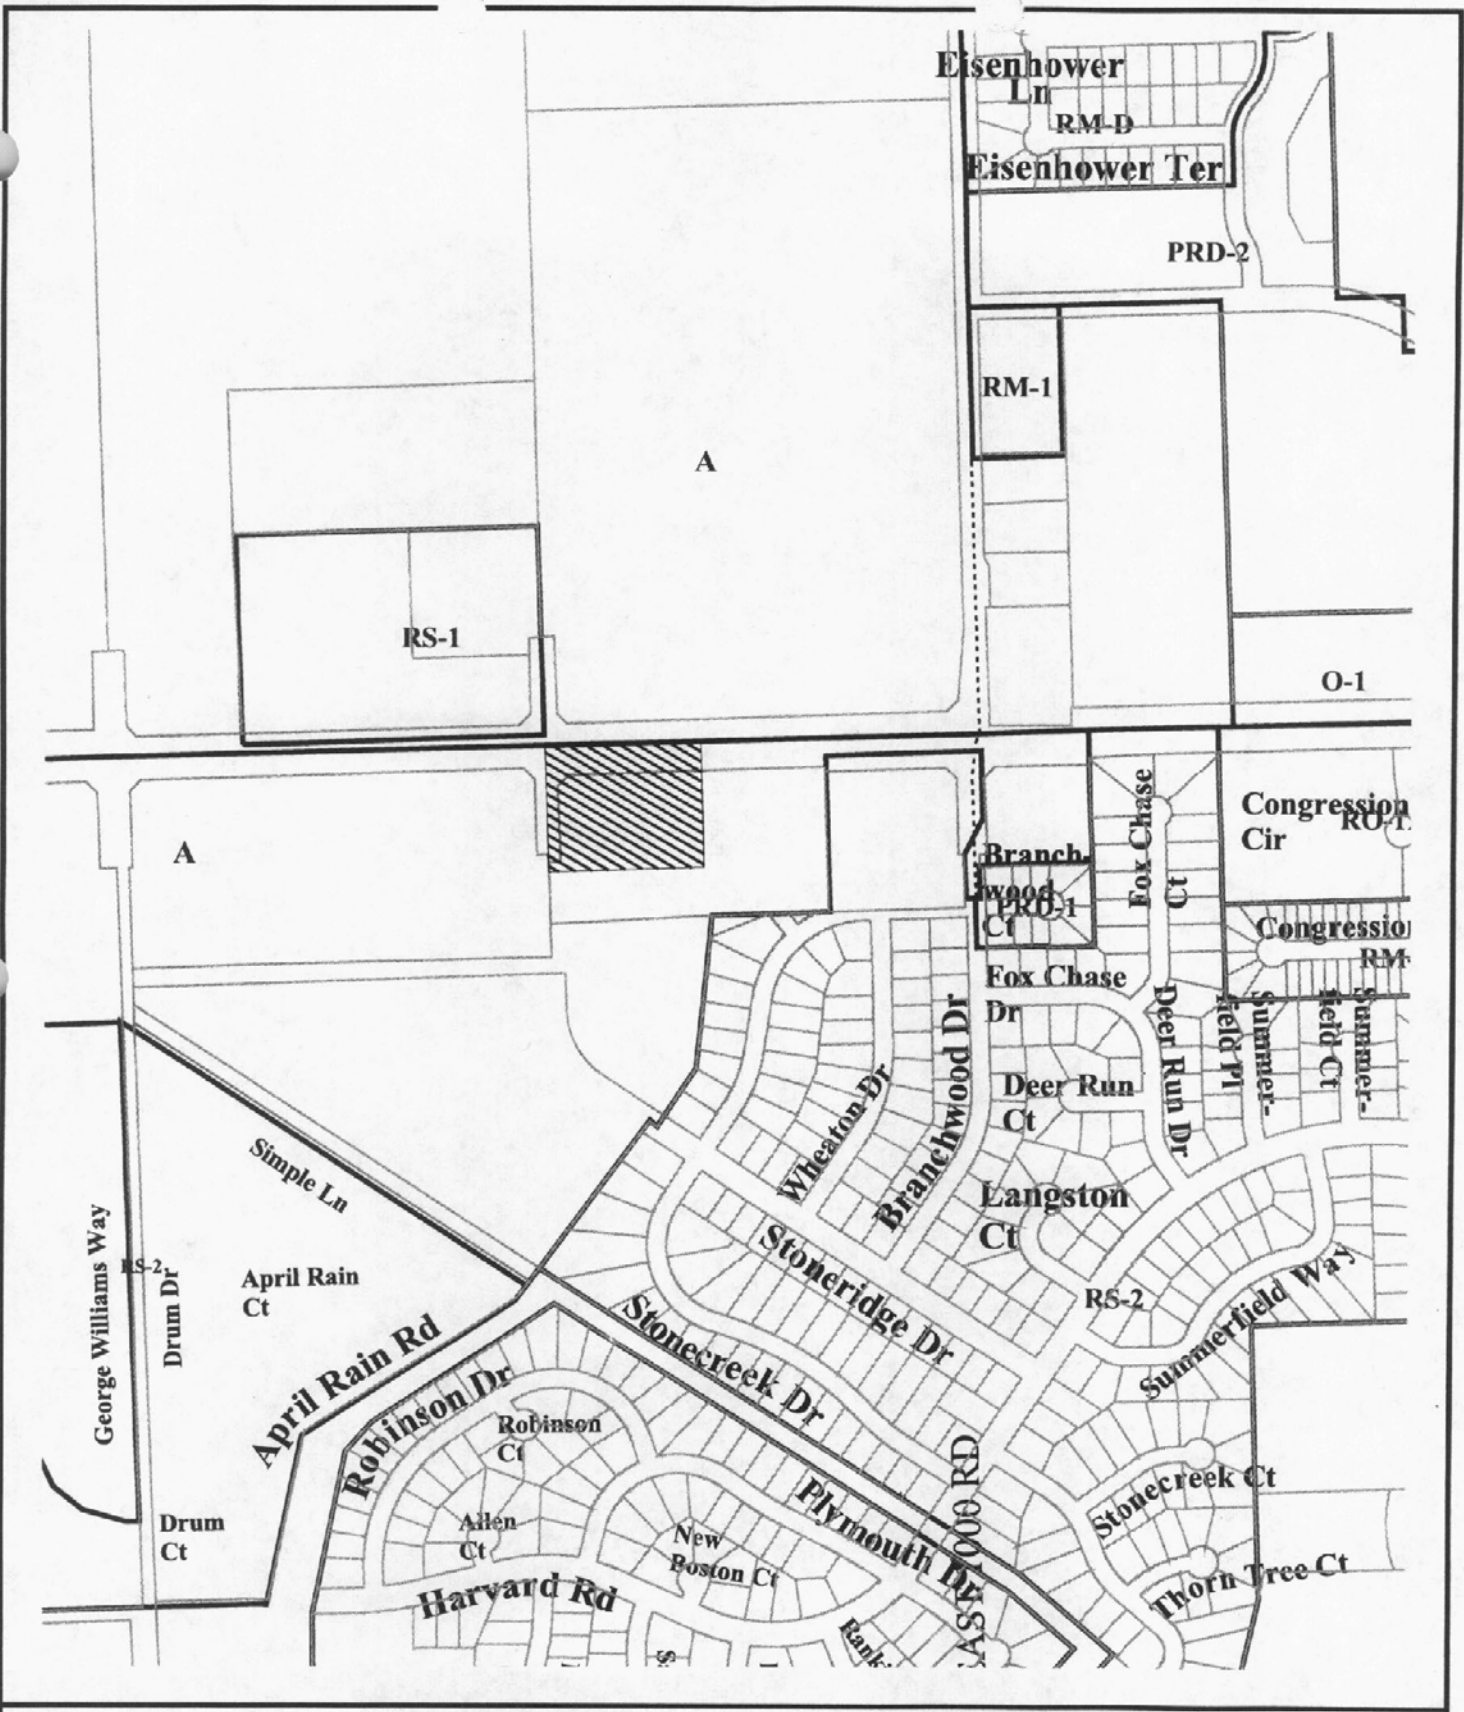 Eisenhower
Ln
RM-D
Eisenhower Ter
PRD-2
RM-1
A
RS-1
O-1
A
Branch-
wood
Ct
PRD-1
Fox Chase
Ct
Congression
Cir
Congression
Fox Chase
Dr
Deer Run Dr
Summer-
field Pl
Summer-
field Ct
Branchwood Dr
Wheaton Dr
Deer Run
Ct
Langston
Ct
Simple Ln
George Williams Way
RS-2
Drum Dr
April Rain
Ct
Stoneridge Dr
RS-2
Summerfield Way
April Rain Rd
Robinson Dr
Stonecreek Dr
Robinson
Ct
Stonecreek Ct
Plymouth Dr
Drum
Ct
Allen
Ct
New
Boston Ct
Harvard Rd
Thorn Tree Ct